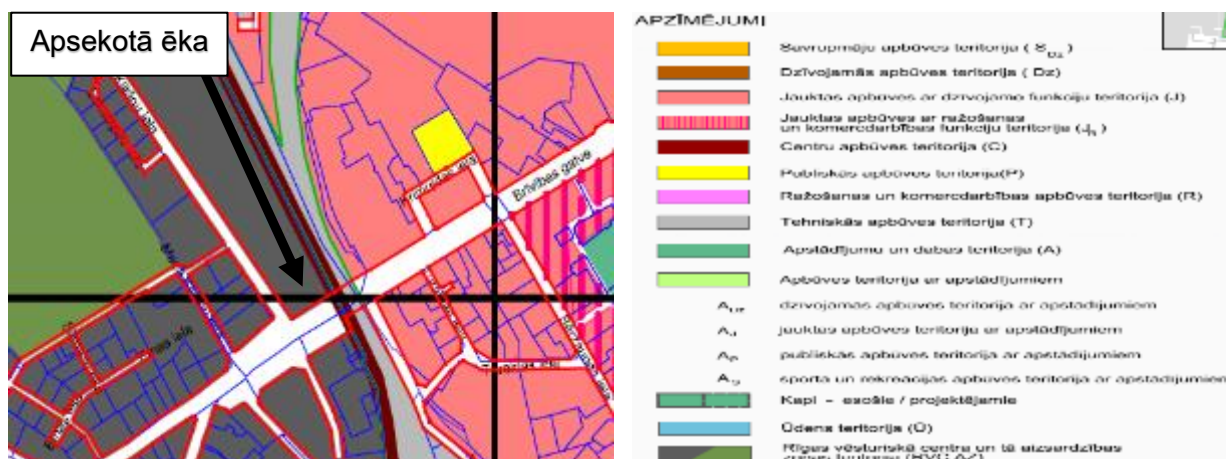 Apsekotā ēka
Brīvības gatve
APZĪMĒJUMI
Savrupmāju apbūves teritorija ( S
Dzīvojamās apbūves teritorija ( Dz)
Jauktas apbūves ar dzīvojamo funkciju teritorija (J)
Jauktas apbūves ar ražošanas
un komercdarbības funkciju teritorija
Centru apbūves teritorija (C)
Publiskās apbūves teritorija(P)
Ražošanas un komercdarbības apbūves teritorija (R)
Tehniskās apbūves teritorija (T)
Apstādījumu un dabas teritorija (A)
Apbūves teritorija ar apstādījumiem
dzīvojamās apbūves teritorija ar apstādījumiem
jauktas apbūves teritorija ar apstādījumiem
publiskās apbūves teritorija ar apstādījumiem
sporta un rekreācijas apbūves teritorija ar apstādījumiem
Kapi - esošie / projektējamie
Ūdens teritorija (Ū)
Rīgas vēsturiskā centra un tā aizsardzības